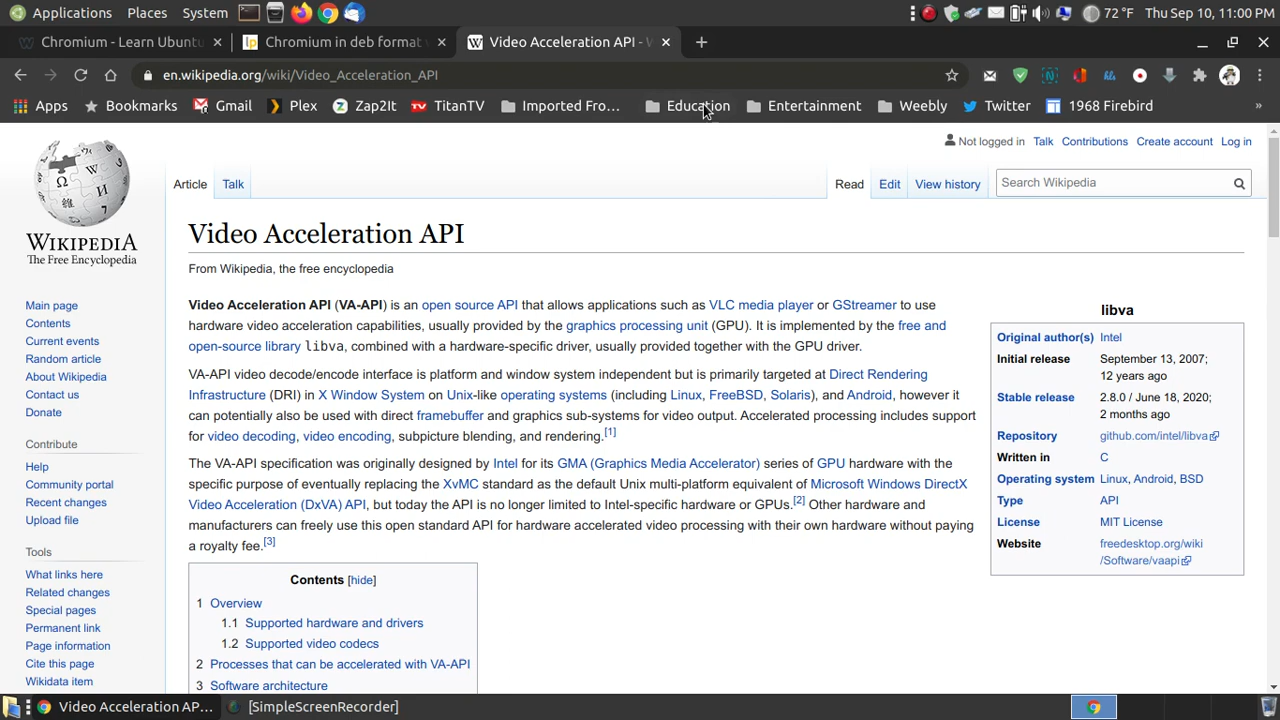 Applications Places System 72 °F Thu Sep 10, 11:00 PM
Chromium - Learn Ubuntu × Chromium in deb format × Video Acceleration API - W × +
en.wikipedia.org/wiki/Video_Acceleration_API
Apps Bookmarks Gmail Plex Zap2It TitanTV Imported Fro... Education Entertainment Weebly Twitter 1968 Firebird »
Not logged in Talk Contributions Create account Log in
Article Talk Read Edit View history Search Wikipedia
WIKIPEDIA
The Free Encyclopedia
Main page
Contents
Current events
Random article
About Wikipedia
Contact us
Donate
Contribute
Help
Community portal
Recent changes
Upload file
Tools
What links here
Related changes
Special pages
Permanent link
Page information
Cite this page
Wikidata item
Video Acceleration API
From Wikipedia, the free encyclopedia
Video Acceleration API (VA-API) is an open source API that allows applications such as VLC media player or GStreamer to use
hardware video acceleration capabilities, usually provided by the graphics processing unit (GPU). It is implemented by the free and
open-source library libva, combined with a hardware-specific driver, usually provided together with the GPU driver.
VA-API video decode/encode interface is platform and window system independent but is primarily targeted at Direct Rendering
Infrastructure (DRI) in X Window System on Unix-like operating systems (including Linux, FreeBSD, Solaris), and Android, however it
can potentially also be used with direct framebuffer and graphics sub-systems for video output. Accelerated processing includes support
for video decoding, video encoding, subpicture blending, and rendering.[1]
The VA-API specification was originally designed by Intel for its GMA (Graphics Media Accelerator) series of GPU hardware with the
specific purpose of eventually replacing the XvMC standard as the default Unix multi-platform equivalent of Microsoft Windows DirectX
Video Acceleration (DxVA) API, but today the API is no longer limited to Intel-specific hardware or GPUs.[2] Other hardware and
manufacturers can freely use this open standard API for hardware accelerated video processing with their own hardware without paying
a royalty fee.[3]
Contents [hide]
1 Overview
1.1 Supported hardware and drivers
1.2 Supported video codecs
2 Processes that can be accelerated with VA-API
3 Software architecture
libva
Original author(s) Intel
Initial release September 13, 2007;
12 years ago
Stable release 2.8.0 / June 18, 2020;
2 months ago
Repository github.com/intel/libva
Written in C
Operating system Linux, Android, BSD
Type API
License MIT License
Website freedesktop.org/wiki
/Software/vaapi
Video Acceleration AP... [SimpleScreenRecorder]